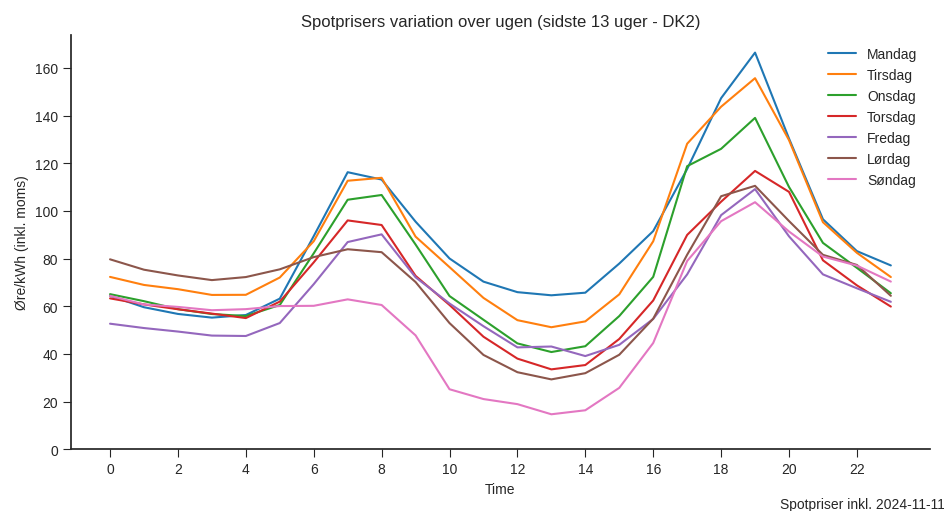 Spotprisers variation over ugen (sidste 13 uger - DK2)
Øre/kWh (inkl. moms)
160
140
120
100
80
60
40
20
0
Mandag
Tirsdag
Onsdag
Torsdag
Fredag
Lørdag
Søndag
0 2 4 6 8 10 12 14 16 18 20 22
Time
Spotpriser inkl. 2024-11-11